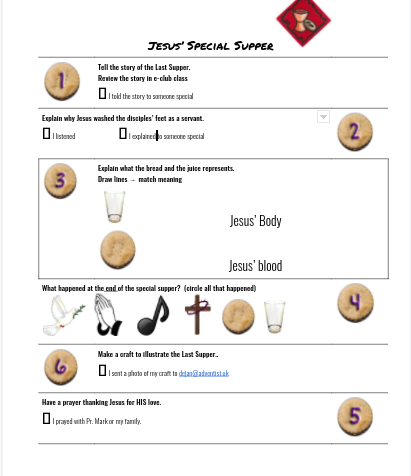 Jesus' Special Supper
1
Tell the story of the Last Supper.
Review the story in e-club class
I told the story to someone special
Explain why Jesus washed the disciples' feet as a servant.
I listened
I explained to someone special
2
3
Explain what the bread and the juice represents.
Draw lines → match meaning
Jesus' Body
Jesus' blood
What happened at the end of the special supper? (circle all that happened)
4
6
Make a craft to illustrate the Last Supper..
I sent a photo of my craft to dejan@adventist.uk
Have a prayer thanking Jesus for HIS love.
I prayed with Pr. Mark or my family.
5